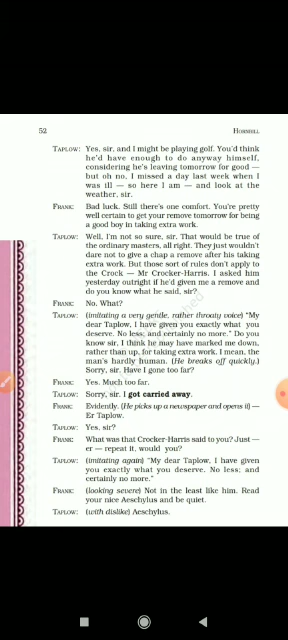 52 HORNBILL
TAPLOW: Yes, sir, and I might be playing golf. You'd think
he'd have enough to do anyway himself,
considering he's leaving tomorrow for good —
but oh no, I missed a day last week when I
was ill — so here I am — and look at the
weather, sir.
FRANK: Bad luck. Still there's one comfort. You're pretty
well certain to get your remove tomorrow for being
a good boy in taking extra work.
TAPLOW: Well, I'm not so sure, sir. That would be true of
the ordinary masters, all right. They just wouldn't
dare not to give a chap a remove after his taking
extra work. But those sort of rules don't apply to
the Crock — Mr Crocker-Harris. I asked him
yesterday outright if he'd given me a remove and
do you know what he said, sir?
FRANK: No. What?
TAPLOW: (imitating a very gentle, rather throaty voice) "My
dear Taplow, I have given you exactly what you
deserve. No less; and certainly no more." Do you
know sir, I think he may have marked me down,
rather than up, for taking extra work. I mean, the
man's hardly human. (He breaks off quickly.)
Sorry, sir. Have I gone too far?
FRANK: Yes. Much too far.
TAPLOW: Sorry, sir. I got carried away.
FRANK: Evidently. (He picks up a newspaper and opens it) —
Er Taplow.
TAPLOW: Yes, sir?
FRANK: What was that Crocker-Harris said to you? Just —
er — repeat it, would you?
TAPLOW: (imitating again) "My dear Taplow, I have given
you exactly what you deserve. No less; and
certainly no more."
FRANK: (looking severe) Not in the least like him. Read
your nice Aeschylus and be quiet.
TAPLOW: (with dislike) Aeschylus.